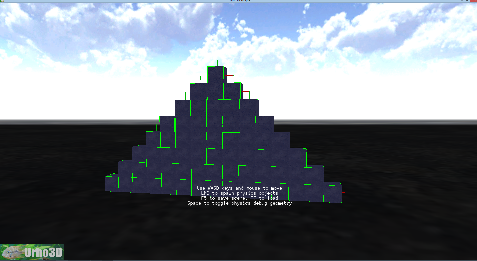 Use WASD keys and mouse to move
LMB to spawn physics objects
F5 to save scene, F7 to load
Space to toggle physics debug geometry
Urho3D